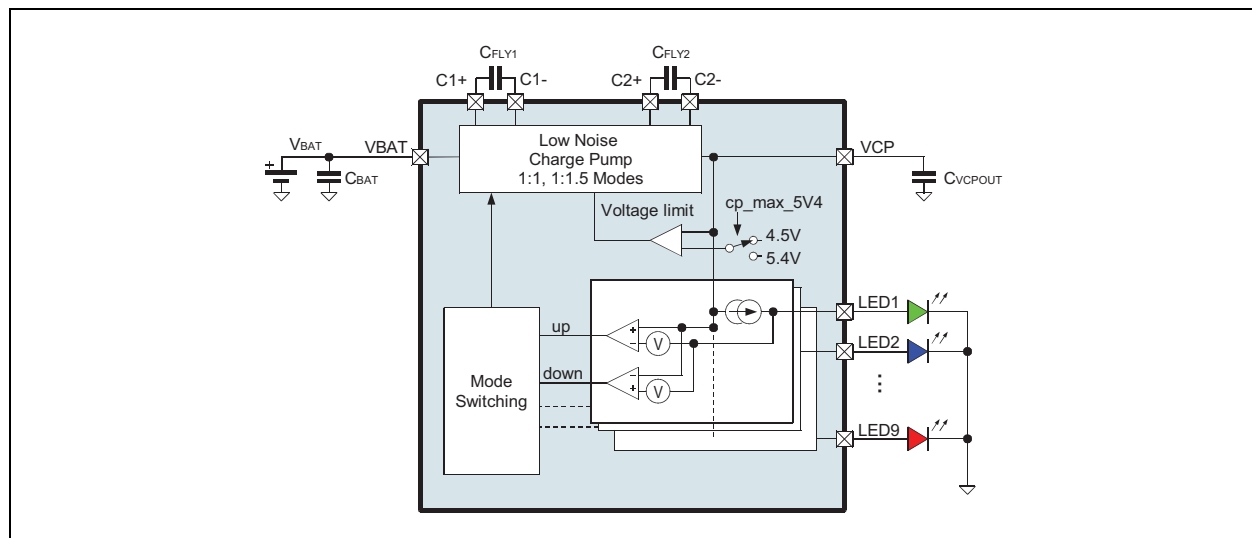 CFLY1
CFLY2
C1+
C1-
C2+
C2-
VBAT
VBAT
+
CBAT
Low Noise
Charge Pump
1:1, 1:1.5 Modes
VCP
CVCPOUT
Voltage limit
cp_max_5V4
4.5V
5.4V
LED1
up
+
-
V
LED2
down
-
+
V
...
Mode
Switching
LED9